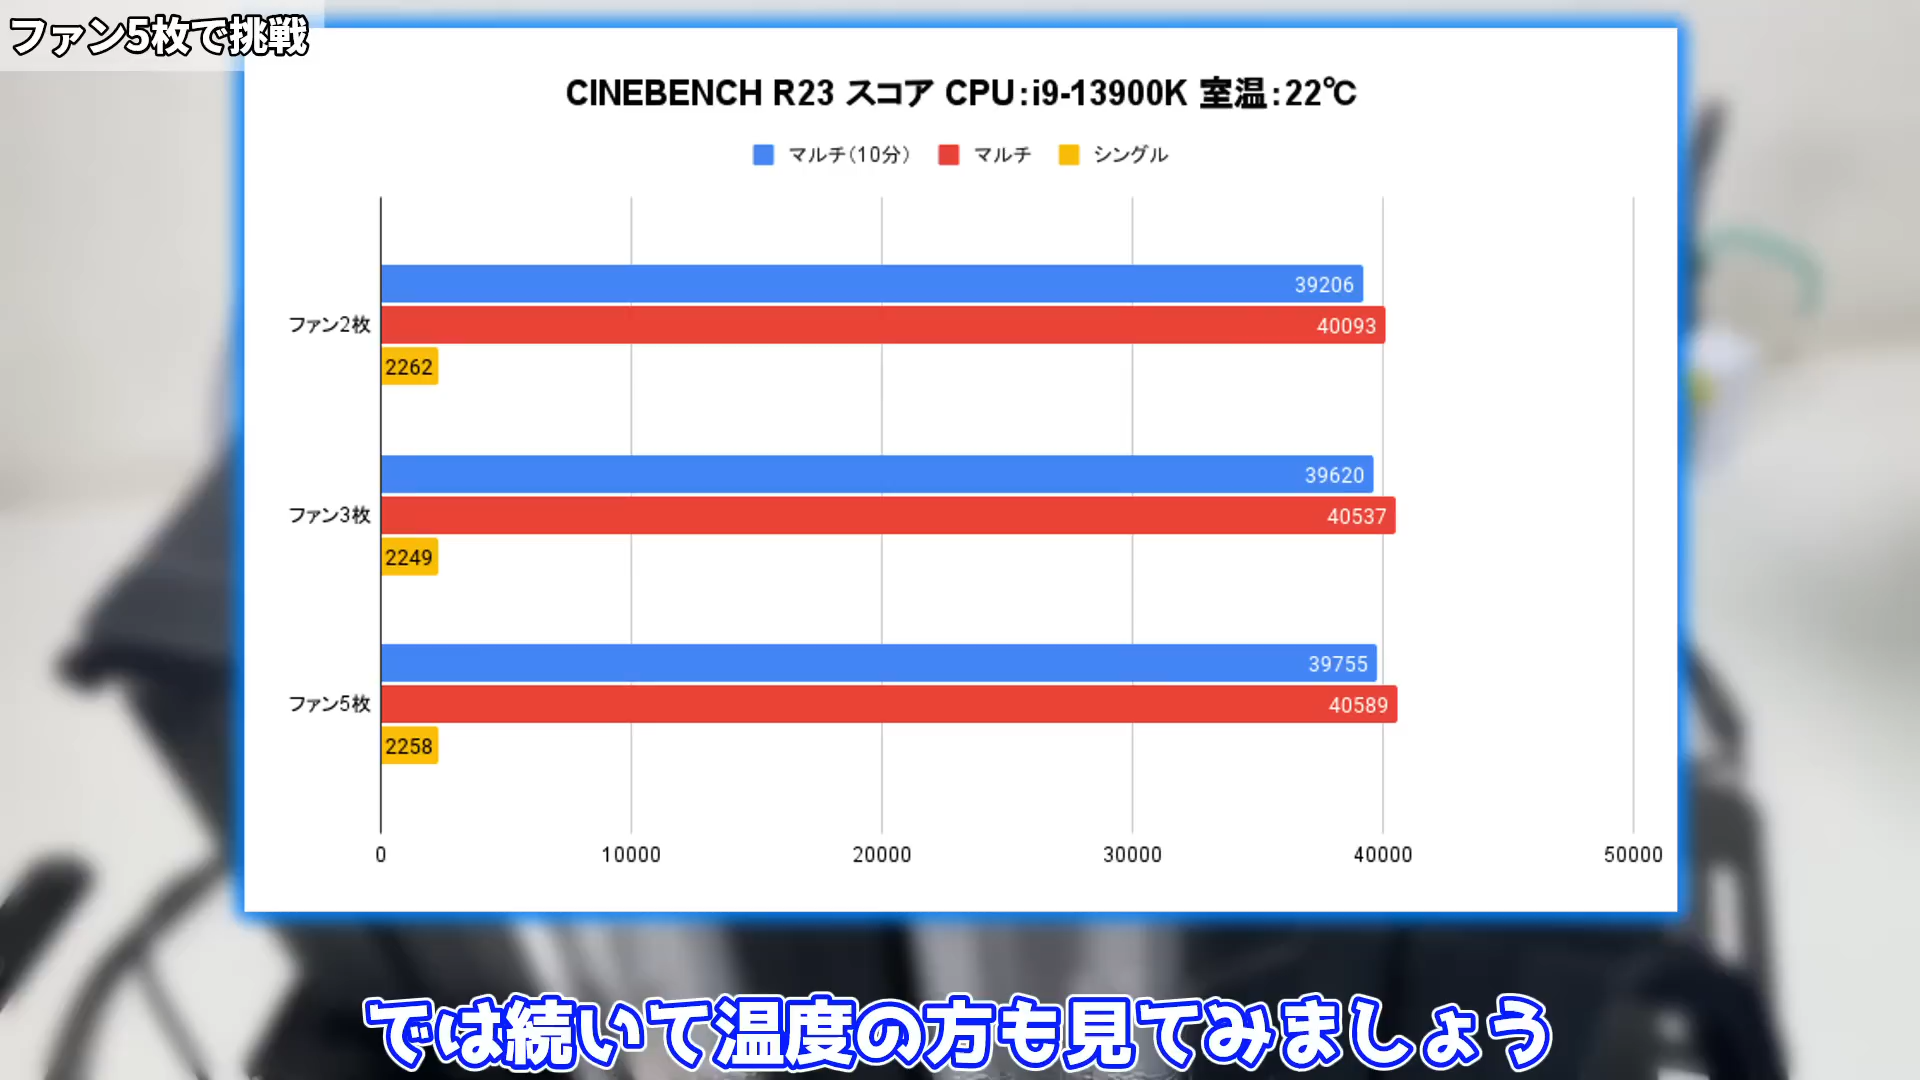 ファン5枚で挑戦
CINEBENCH R23 スコア CPU：i9-13900K 室温：22℃
マルチ（10分） マルチ シングル
ファン2枚
39206
40093
2262
ファン3枚
39620
40537
2249
ファン5枚
39755
40589
2258
0 10000 20000 30000 40000 50000
では続いて温度の方も見てみましょう